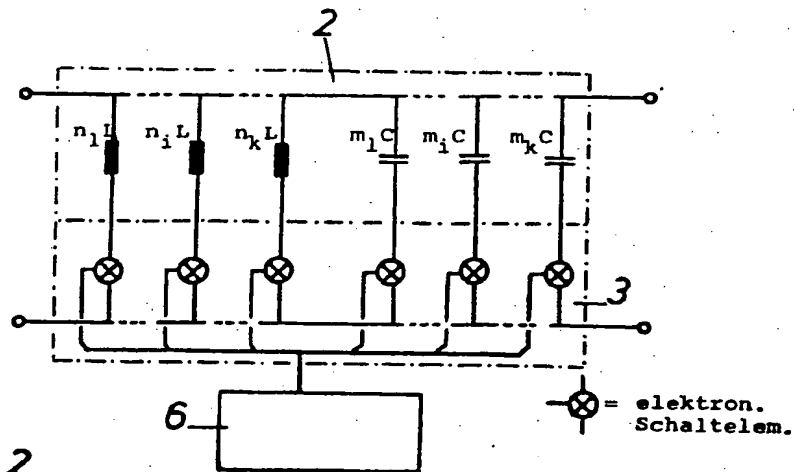 2
n₁L nᵢL nₖL m₁C mᵢC mₖC
3
6
= elektron.
Schaltelem.
2